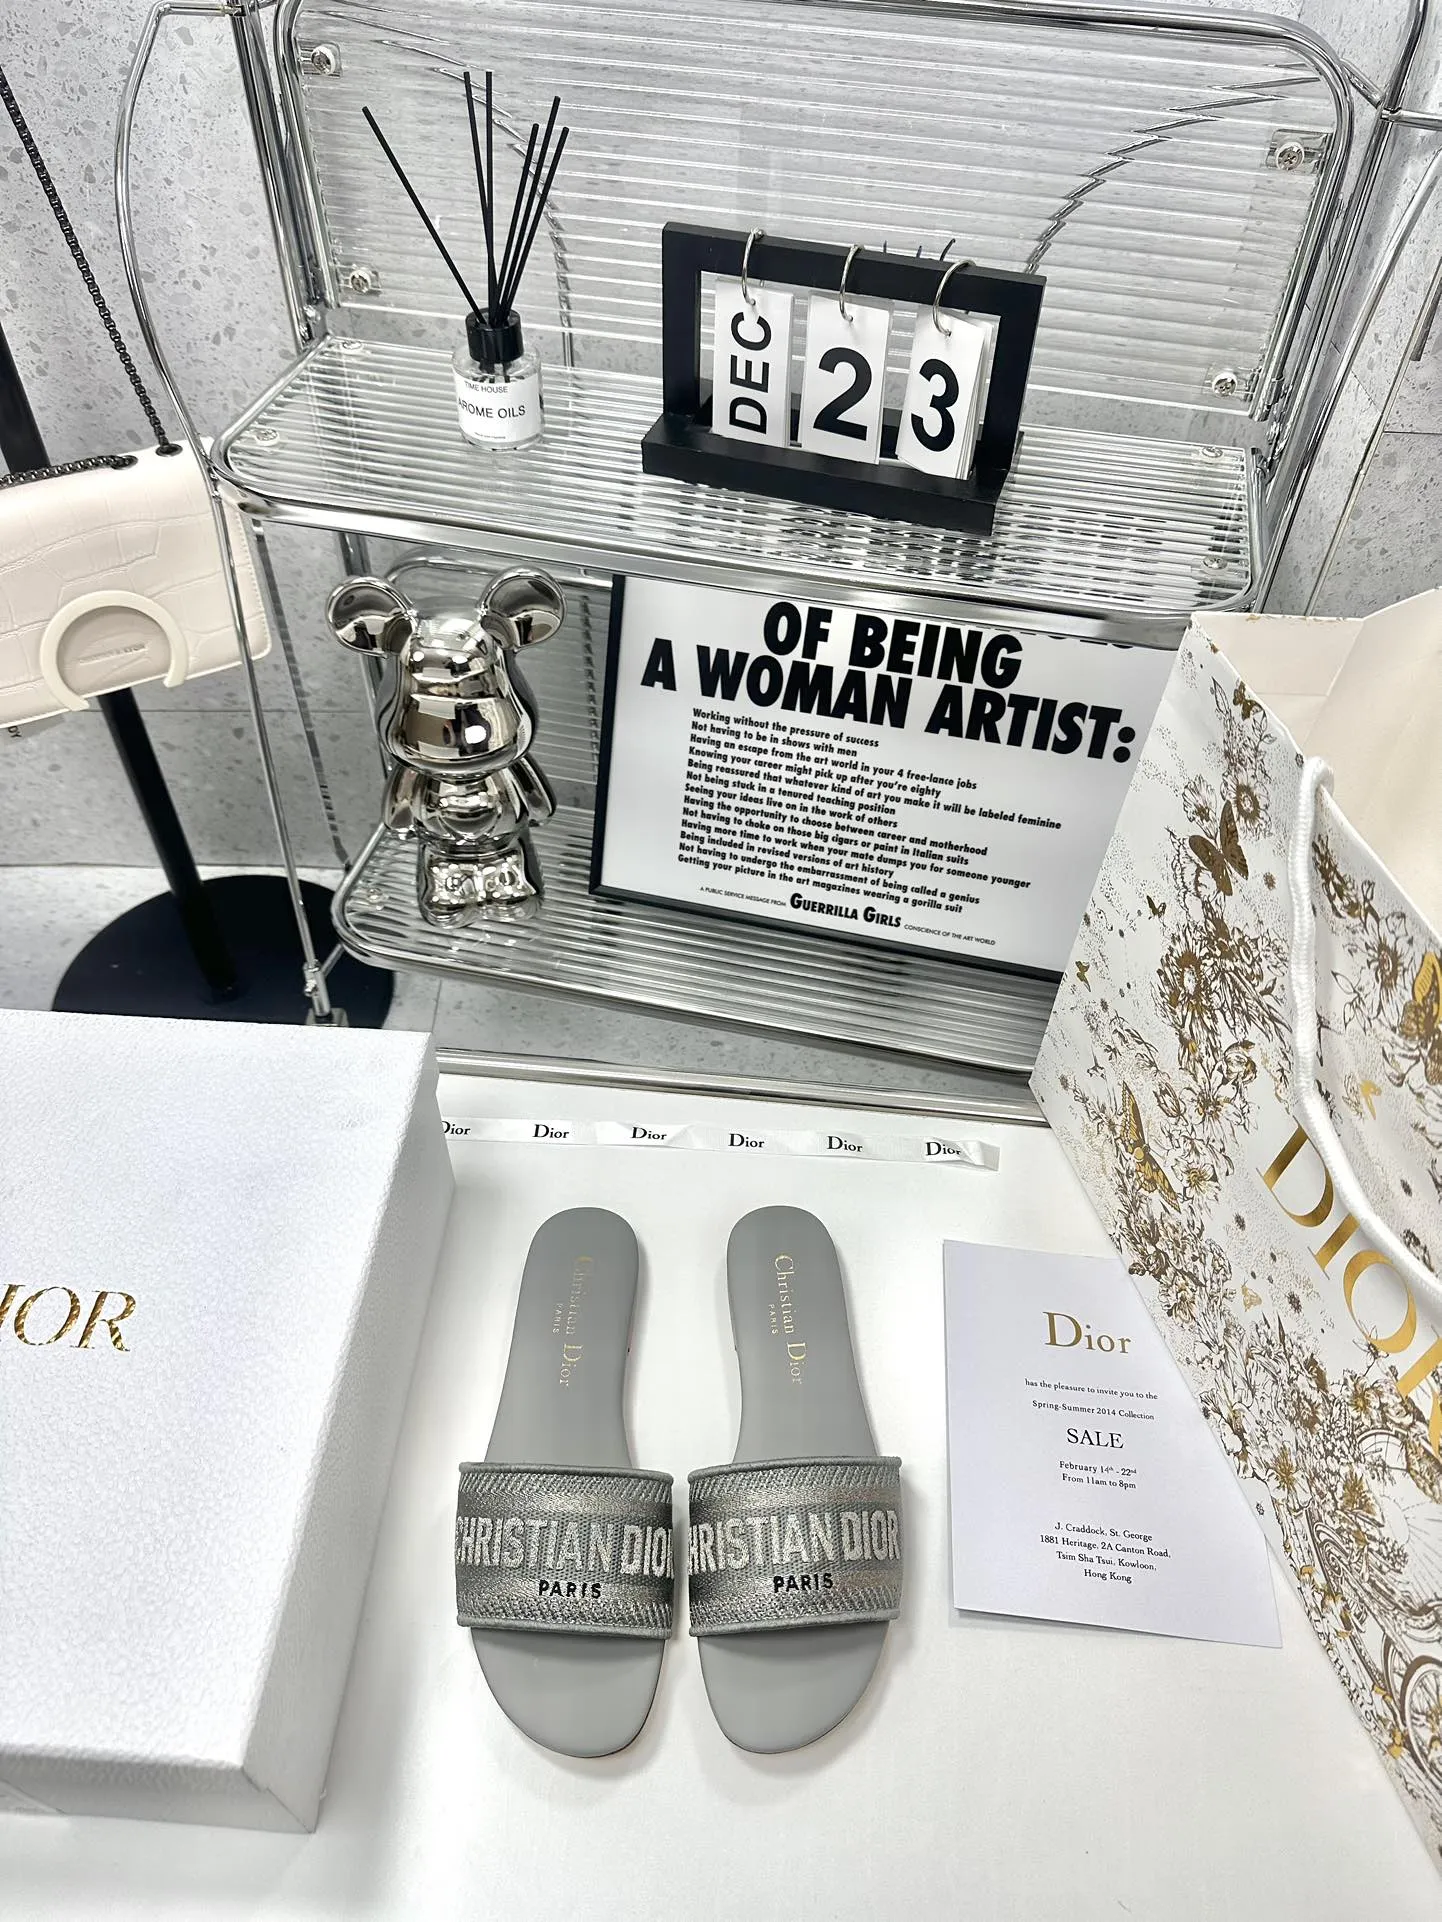 TIME HOUSE
AROME OILS
DEC
23
OF BEING
A WOMAN ARTIST:
Working without the pressure of success
Not having to be in shows with men
Having an escape from the art world in your 4 free-lance jobs
Knowing your career might pick up after you're eighty
Being reassured that whatever kind of art you make it will be labeled feminine
Not being stuck in a tenured teaching position
Seeing your ideas live on in the work of others
Having the opportunity to choose between career and motherhood
Not having to choke on those big cigars or paint in Italian suits
Having more time to work when your mate dumps you for someone younger
Being included in revised versions of art history
Not having to undergo the embarrassment of being called a genius
Getting your picture in the art magazines wearing a gorilla suit
A PUBLIC SERVICE MESSAGE FROM GUERRILLA GIRLS CONSCIENCE OF THE ART WORLD
Dior Dior Dior Dior Dior Dior
IOR
Christian Dior
PARIS
Christian Dior
PARIS
CHRISTIAN DIOR
PARIS
CHRISTIAN DIOR
PARIS
Dior
has the pleasure to invite you to the
Spring-Summer 2014 Collection
SALE
February 14th - 22nd
From 11am to 8pm
J. Craddock, St. George
1881 Heritage, 2A Canton Road,
Tsim Sha Tsui, Kowloon,
Hong Kong
DIOR